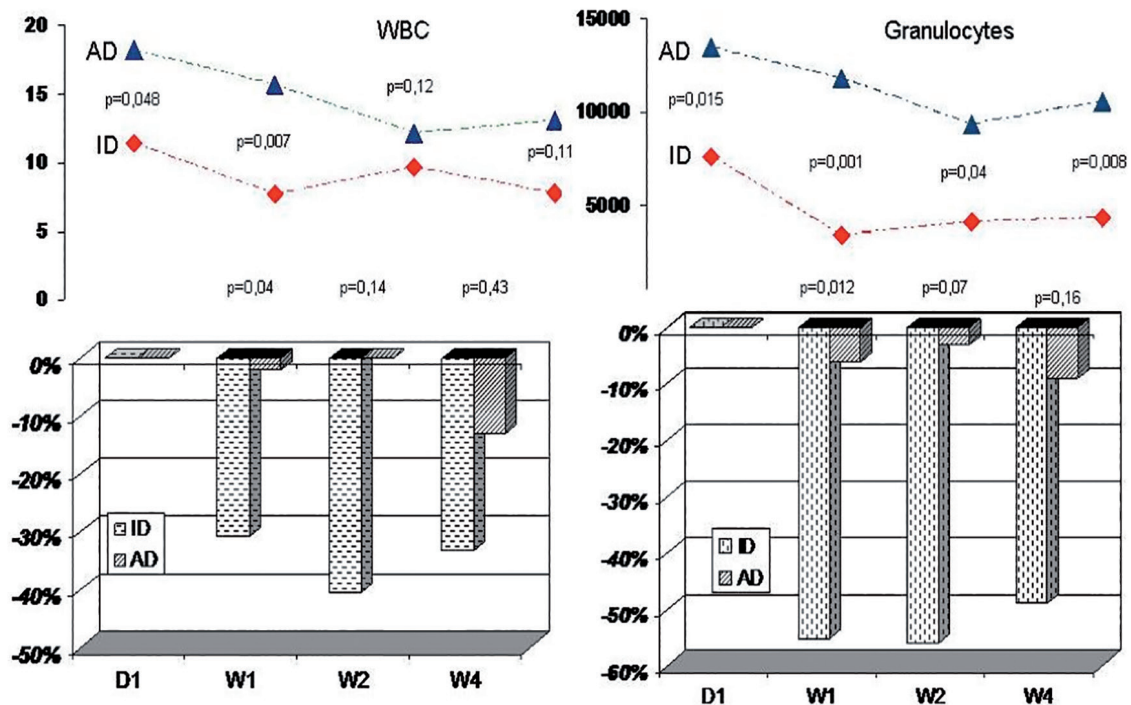 20
15
10
5
0
WBC
AD
p=0,048
ID
p=0,007
p=0,12
p=0,11
p=0,04
p=0,14
p=0,43
0%
-10%
-20%
-30%
-40%
-50%
ID
AD
D1
W1
W2
W4
15000
10000
5000
Granulocytes
AD
p=0,015
ID
p=0,001
p=0,04
p=0,008
p=0,012
p=0,07
p=0,16
0%
-10%
-20%
-30%
-40%
-50%
-60%
ID
AD
D1
W1
W2
W4